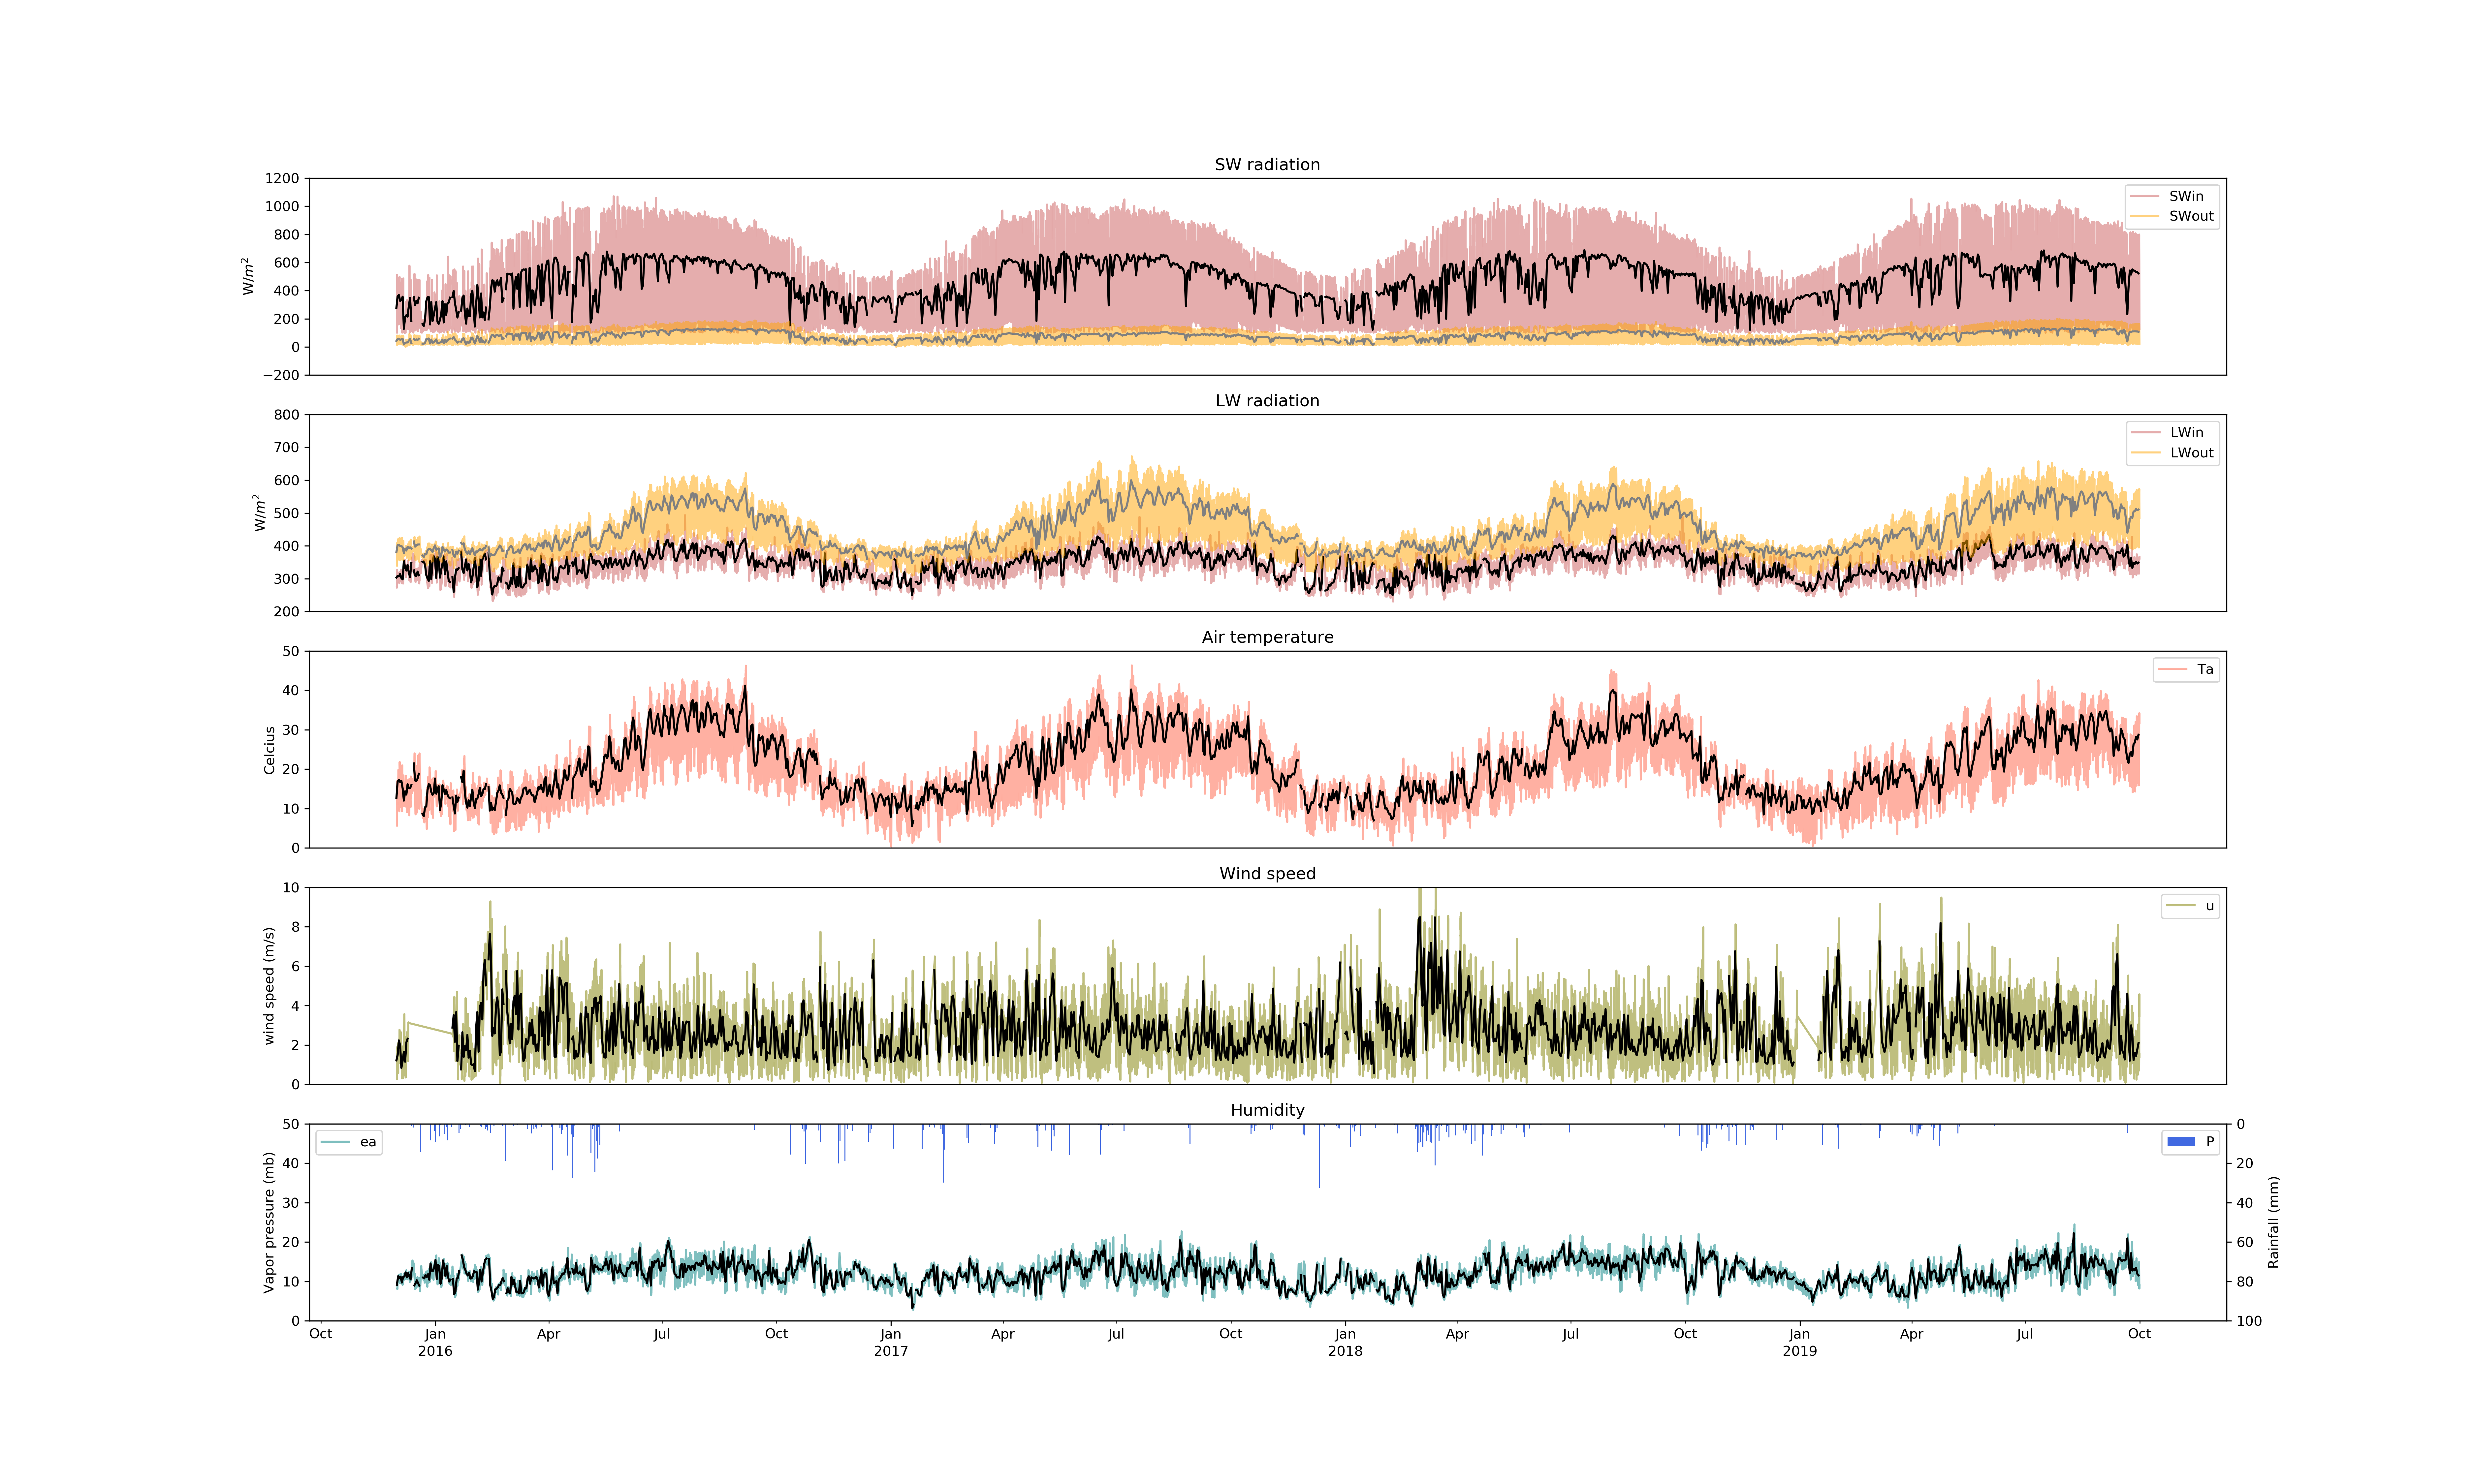 SW radiation
1200
1000
800
600
400
200
0
−200
W/m²
SWin
SWout
LW radiation
800
700
600
500
400
300
200
W/m²
LWin
LWout
Air temperature
50
40
30
20
10
0
Celcius
Ta
Wind speed
10
8
6
4
2
0
wind speed (m/s)
u
Humidity
50
40
30
20
10
0
Vapor pressure (mb)
ea
P
0
20
40
60
80
100
Rainfall (mm)
Oct Jan Apr Jul Oct Jan Apr Jul Oct Jan Apr Jul Oct Jan Apr Jul Oct
2016 2017 2018 2019